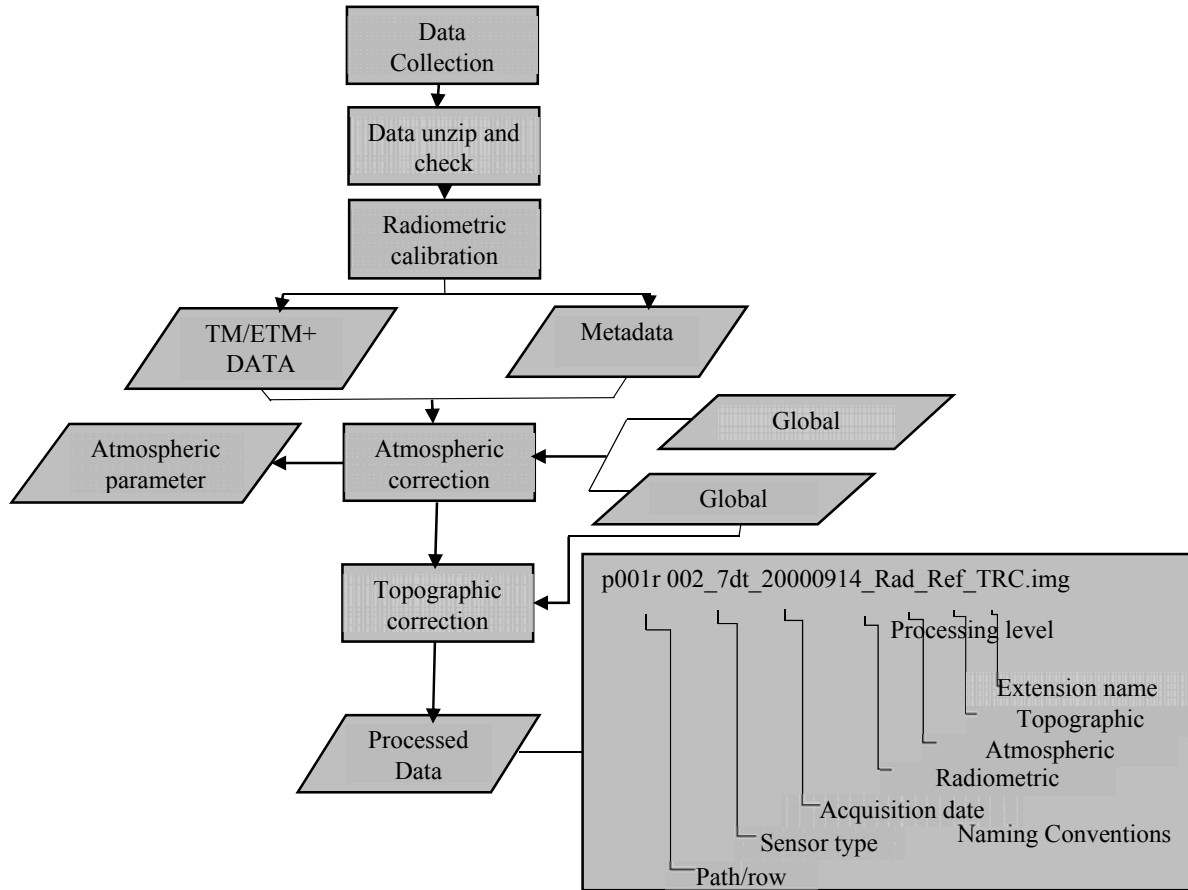 Data
Collection
Data unzip and
check
Radiometric
calibration
TM/ETM+
DATA
Metadata
Global
Atmospheric
parameter
Atmospheric
correction
Global
Topographic
correction
Processed
Data
p001r 002_7dt_20000914_Rad_Ref_TRC.img
Processing level
Extension name
Topographic
Atmospheric
Radiometric
Acquisition date
Naming Conventions
Sensor type
Path/row